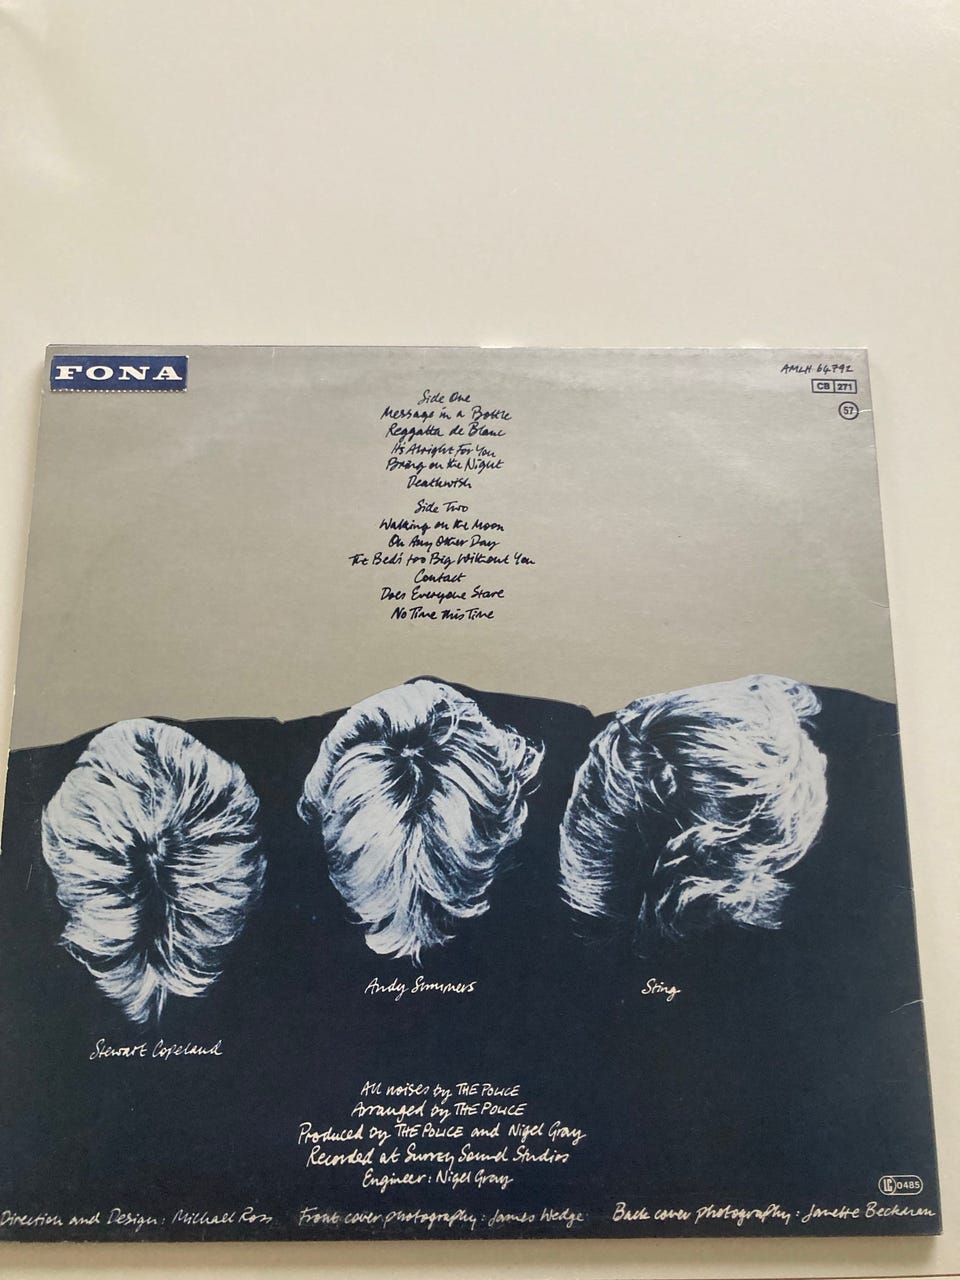 FONA
AMLH 64792
CB 271
57
Side One
Message in a Bottle
Reggatta de Blanc
It's Alright For You
Bring on the Night
Deathwish
Side Two
Walking on the Moon
On Any Other Day
The Bed's too Big Without You
Contact
Does Everyone Stare
No Time this Time
Andy Summers
Sting
Stewart Copeland
All noises by THE POLICE
Arranged by THE POLICE
Produced by THE POLICE and Nigel Gray
Recorded at Surrey Sound Studios
Engineer: Nigel Gray
LC 0485
Direction and Design: Michael Ross Front cover photography: James Wedge Back cover photography: Janette Beckman